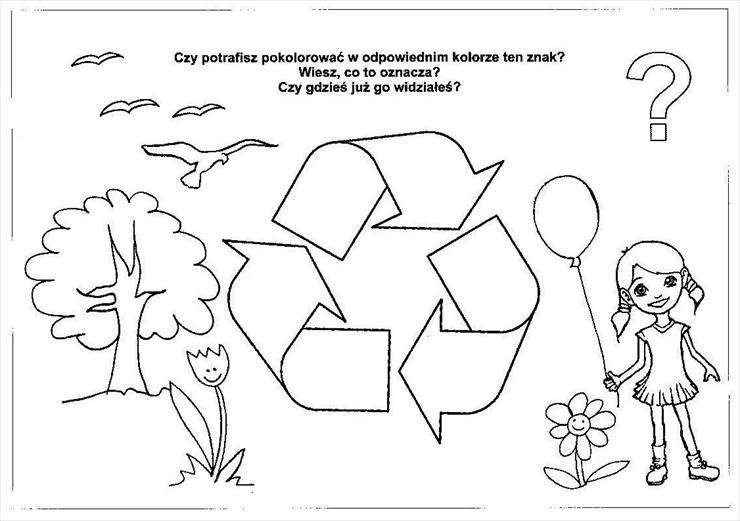 Czy potrafisz pokolorować w odpowiednim kolorze ten znak?
Wiesz, co to oznacza?
Czy gdzieś już go widziałeś?
?